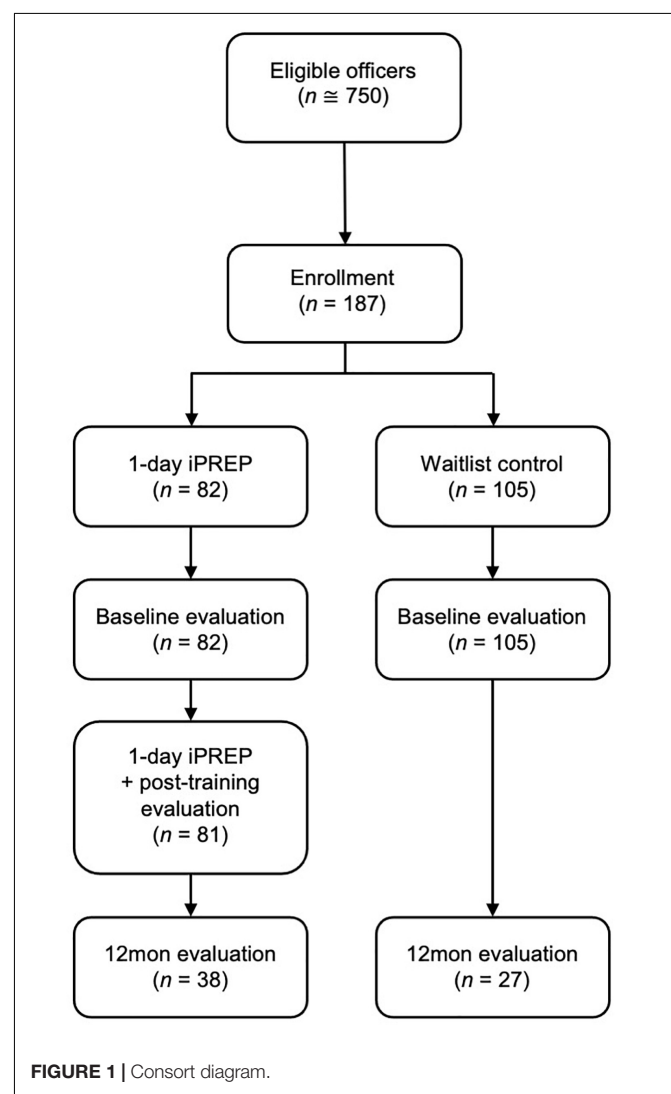 Eligible officers
(n ≅ 750)
Enrollment
(n = 187)
1-day iPREP
(n = 82)
Waitlist control
(n = 105)
Baseline evaluation
(n = 82)
Baseline evaluation
(n = 105)
1-day iPREP
+ post-training
evaluation
(n = 81)
12mon evaluation
(n = 38)
12mon evaluation
(n = 27)
FIGURE 1 | Consort diagram.